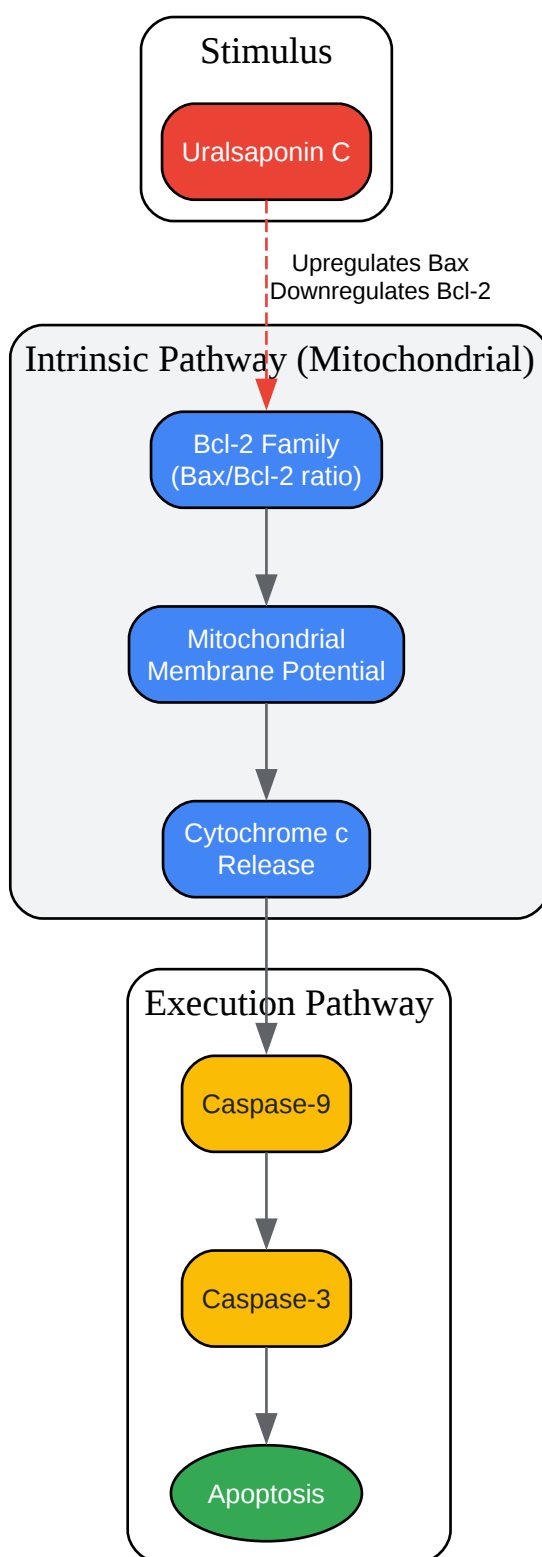 Stimulus
Uralsaponin C
Upregulates Bax
Downregulates Bcl-2
Intrinsic Pathway (Mitochondrial)
Bcl-2 Family
(Bax/Bcl-2 ratio)
Mitochondrial
Membrane Potential
Cytochrome c
Release
Execution Pathway
Caspase-9
Caspase-3
Apoptosis